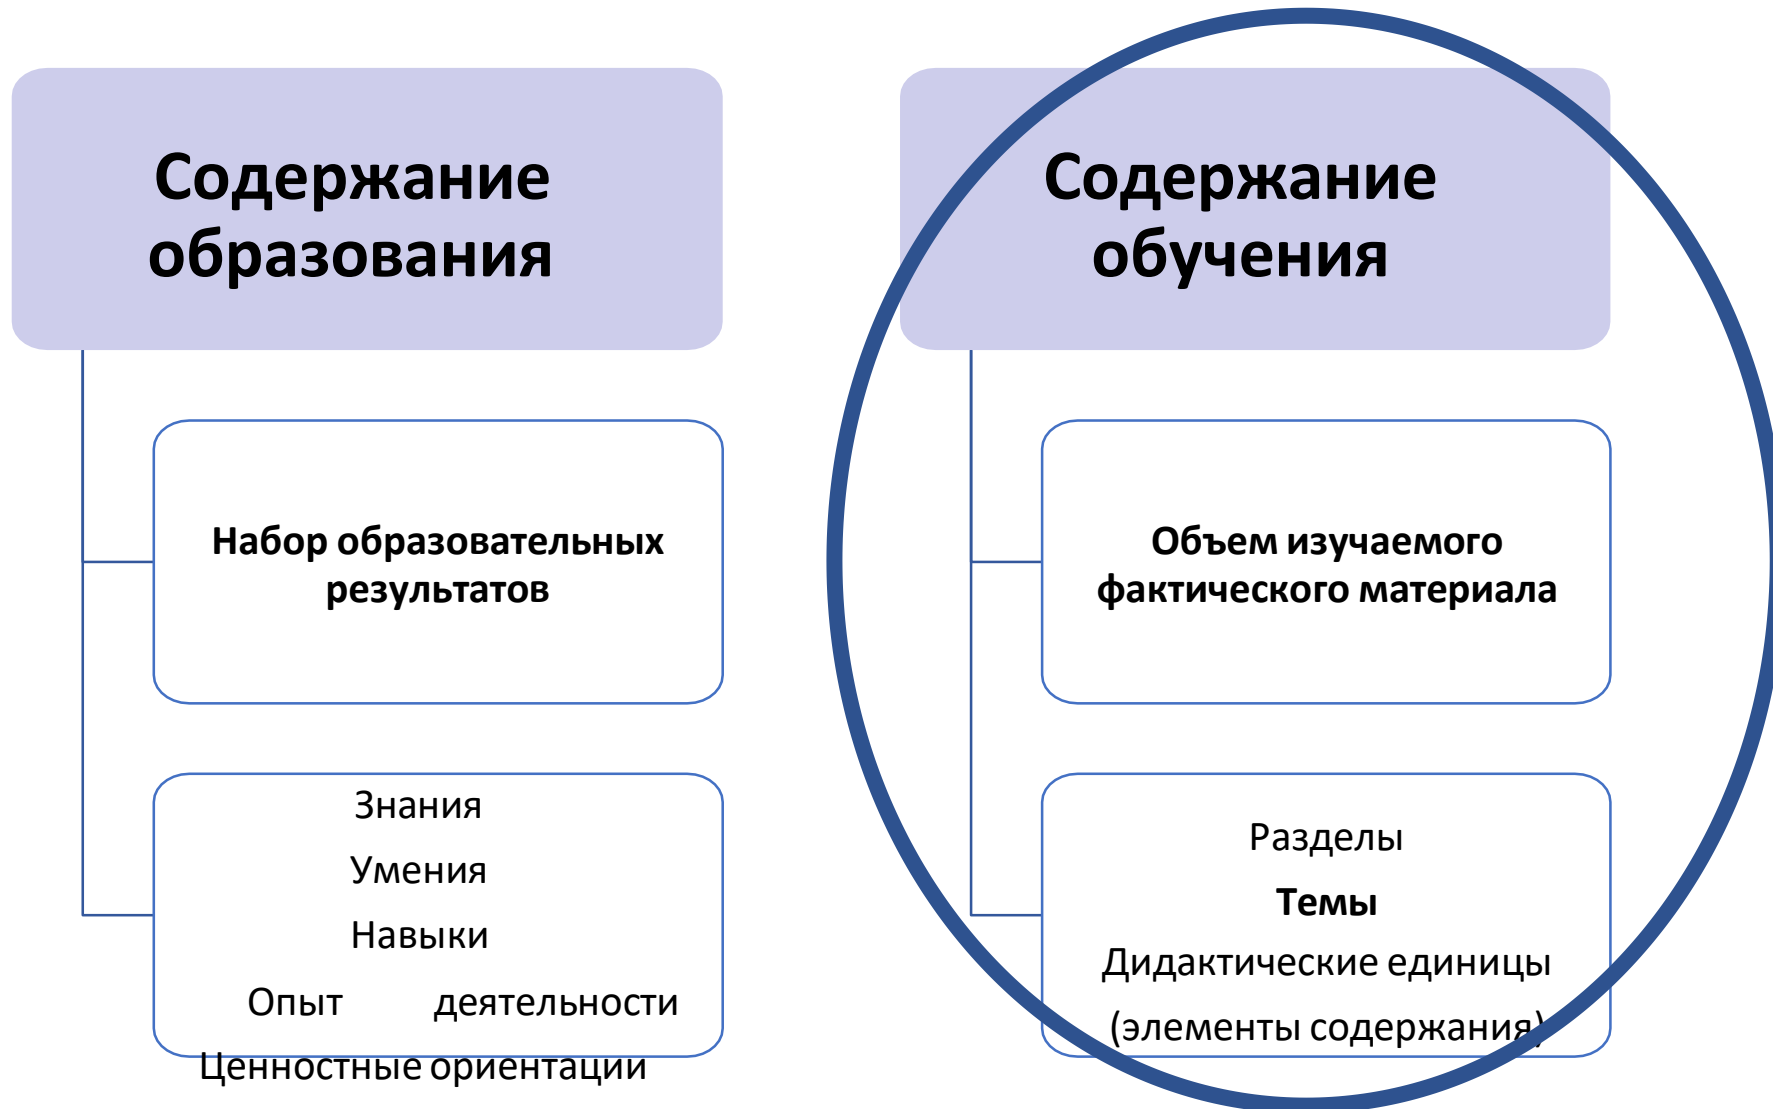 Содержание
образования
Набор образовательных
результатов
Знания
Умения
Навыки
Опыт деятельности
Ценностные ориентации
Содержание
обучения
Объем изучаемого
фактического материала
Разделы
Темы
Дидактические единицы
(элементы содержания)